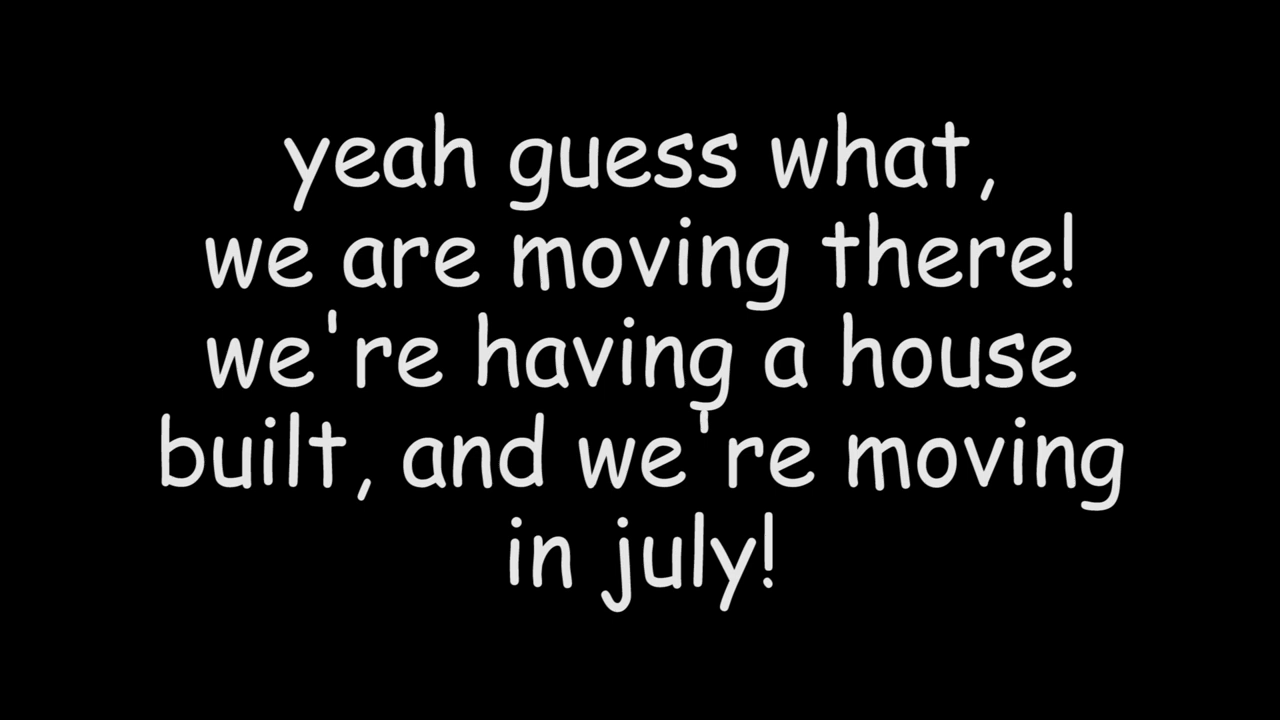 yeah guess what,
we are moving there!
we're having a house
built, and we're moving
in july!